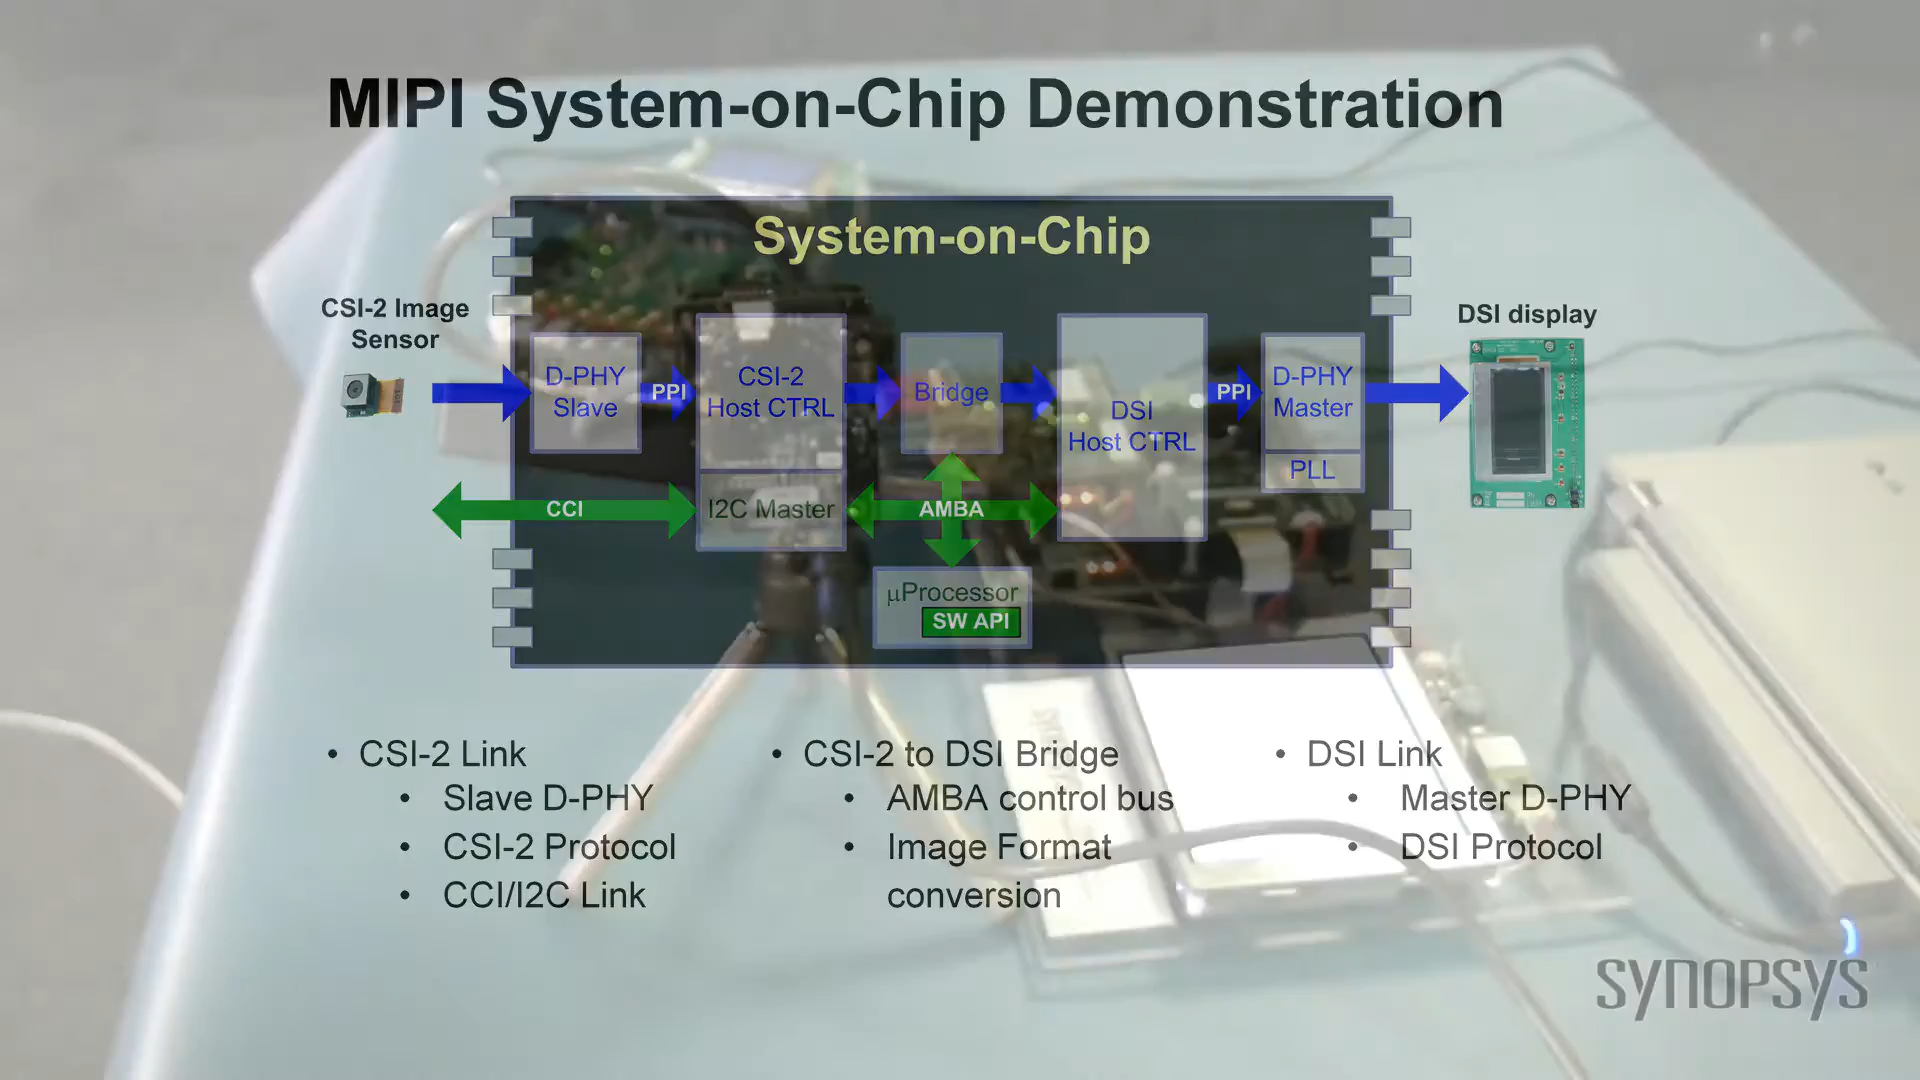 MIPI System-on-Chip Demonstration
System-on-Chip
CSI-2 Image
Sensor
DSI display
D-PHY
Slave
PPI
CSI-2
Host CTRL
Bridge
DSI
Host CTRL
PPI
D-PHY
Master
PLL
CCI
I2C Master
AMBA
μProcessor
SW API
• CSI-2 Link
• Slave D-PHY
• CSI-2 Protocol
• CCI/I2C Link
• CSI-2 to DSI Bridge
• AMBA control bus
• Image Format
conversion
• DSI Link
• Master D-PHY
• DSI Protocol
SYNOPSYS